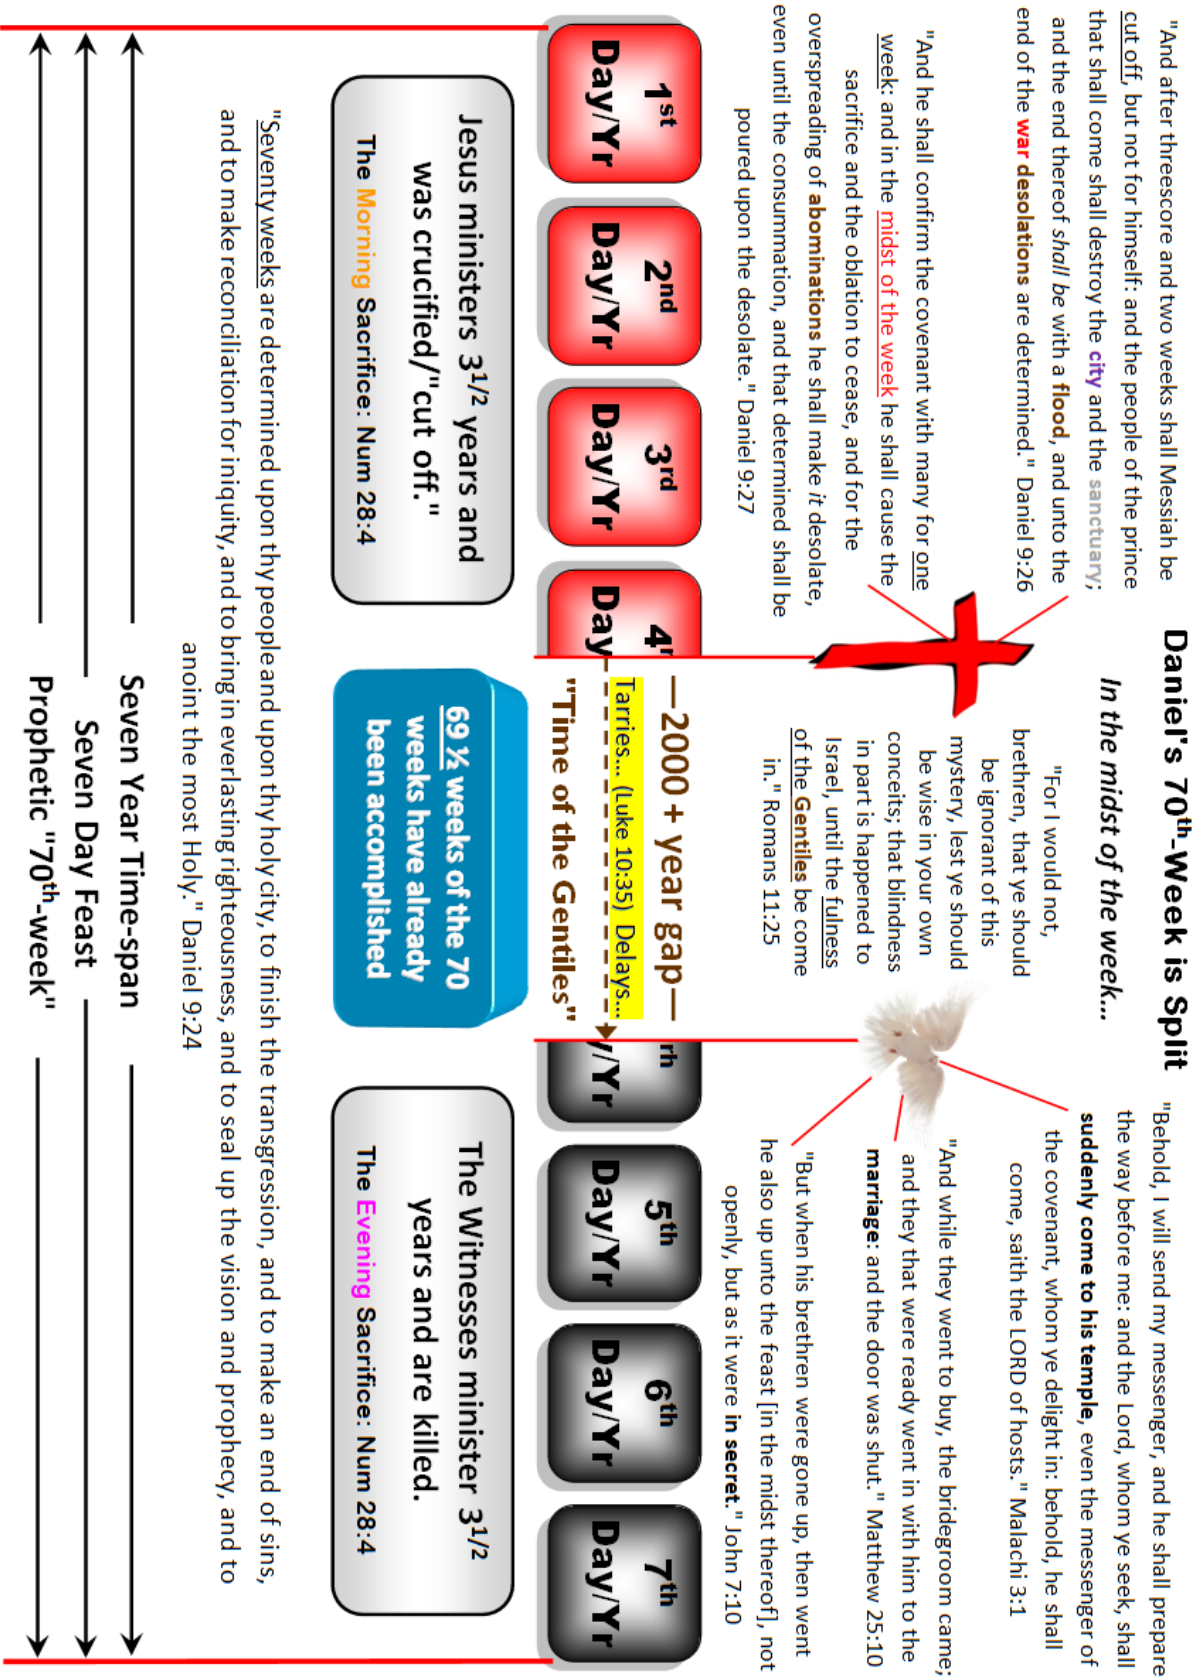 Daniel's 70th-Week is Split
In the midst of the week...
"And after threescore and two weeks shall Messiah be
cut off, but not for himself: and the people of the prince
that shall come shall destroy the city and the sanctuary;
and the end thereof shall be with a flood, and unto the
end of the war desolations are determined." Daniel 9:26
"And he shall confirm the covenant with many for one
week: and in the midst of the week he shall cause the
sacrifice and the oblation to cease, and for the
overspreading of abominations he shall make it desolate,
even until the consummation, and that determined shall be
poured upon the desolate." Daniel 9:27
"For I would not,
brethren, that ye should
be ignorant of this
mystery, lest ye should
be wise in your own
conceits; that blindness
in part is happened to
Israel, until the fulness
of the Gentiles be come
in." Romans 11:25
"Behold, I will send my messenger, and he shall prepare
the way before me: and the Lord, whom ye seek, shall
suddenly come to his temple, even the messenger of
the covenant, whom ye delight in: behold, he shall
come, saith the LORD of hosts." Malachi 3:1
"And while they went to buy, the bridegroom came;
and they that were ready went in with him to the
marriage: and the door was shut." Matthew 25:10
"But when his brethren were gone up, then went
he also up unto the feast [in the midst thereof], not
openly, but as it were in secret." John 7:10
1st
Day/Yr
2nd
Day/Yr
3rd
Day/Yr
4
Day
—2000 + year gap—
Tarries... (Luke 10:35) Delays...
"Time of the Gentiles"
rh
y/Yr
5th
Day/Yr
6th
Day/Yr
7th
Day/Yr
Jesus ministers 3 1/2 years and
was crucified/"cut off."
The Morning Sacrifice: Num 28:4
69 ½ weeks of the 70
weeks have already
been accomplished
The Witnesses minister 3 1/2
years and are killed.
The Evening Sacrifice: Num 28:4
"Seventy weeks are determined upon thy people and upon thy holy city, to finish the transgression, and to make an end of sins,
and to make reconciliation for iniquity, and to bring in everlasting righteousness, and to seal up the vision and prophecy, and to
anoint the most Holy." Daniel 9:24
Seven Year Time-span
Seven Day Feast
Prophetic "70th-week"